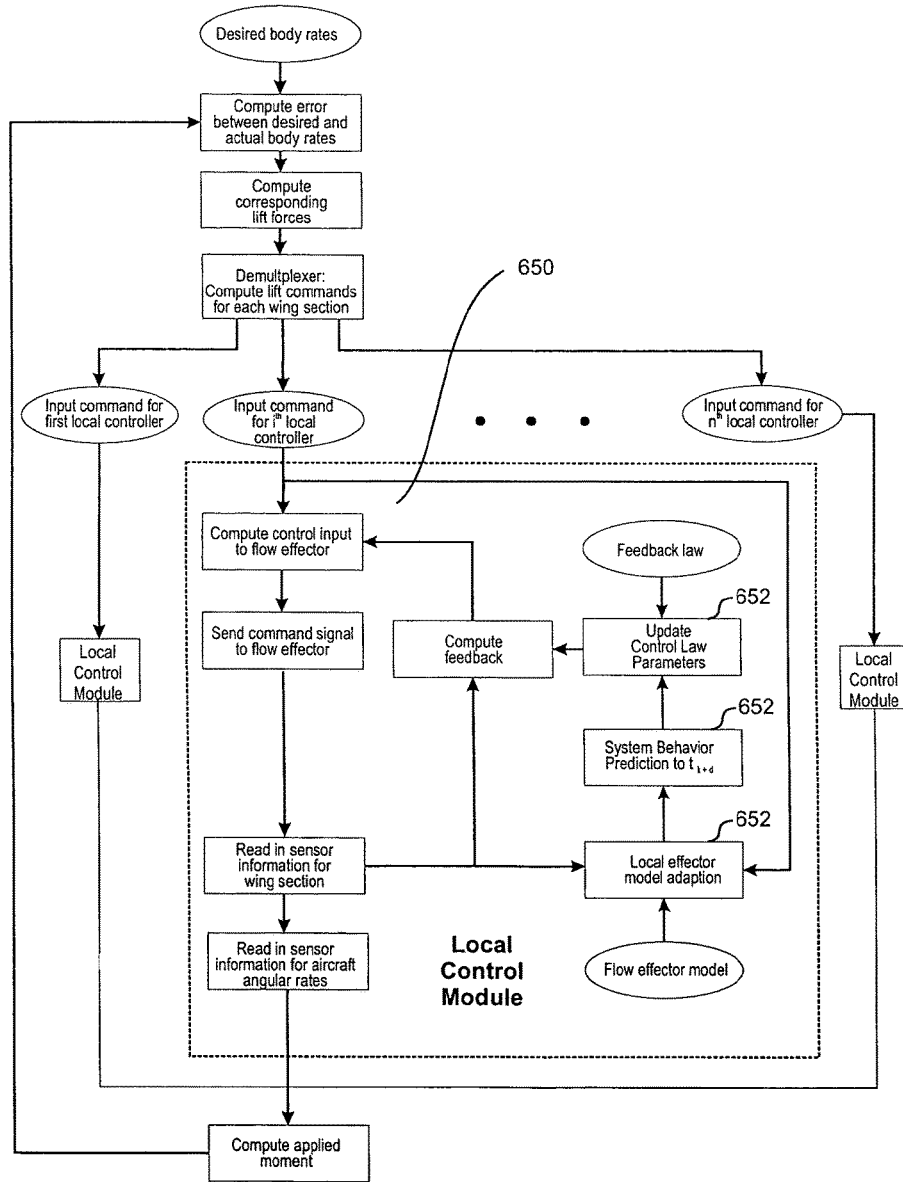 Desired body rates
Compute error
between desired and
actual body rates
Compute
corresponding
lift forces
Demultplexer:
Compute lift commands
for each wing section
650
Input command for
first local controller
Input command
for ith local
controller
Input command for
nth local controller
Compute control input
to flow effector
Feedback law
652
Send command signal
to flow effector
Compute
feedback
Update
Control Law
Parameters
Local
Control
Module
Local
Control
Module
652
System Behavior
Prediction to t k+d
652
Read in sensor
information for
wing section
Local effector
model adaption
Read in sensor
information for aircraft
angular rates
Local
Control
Module
Flow effector model
Compute applied
moment